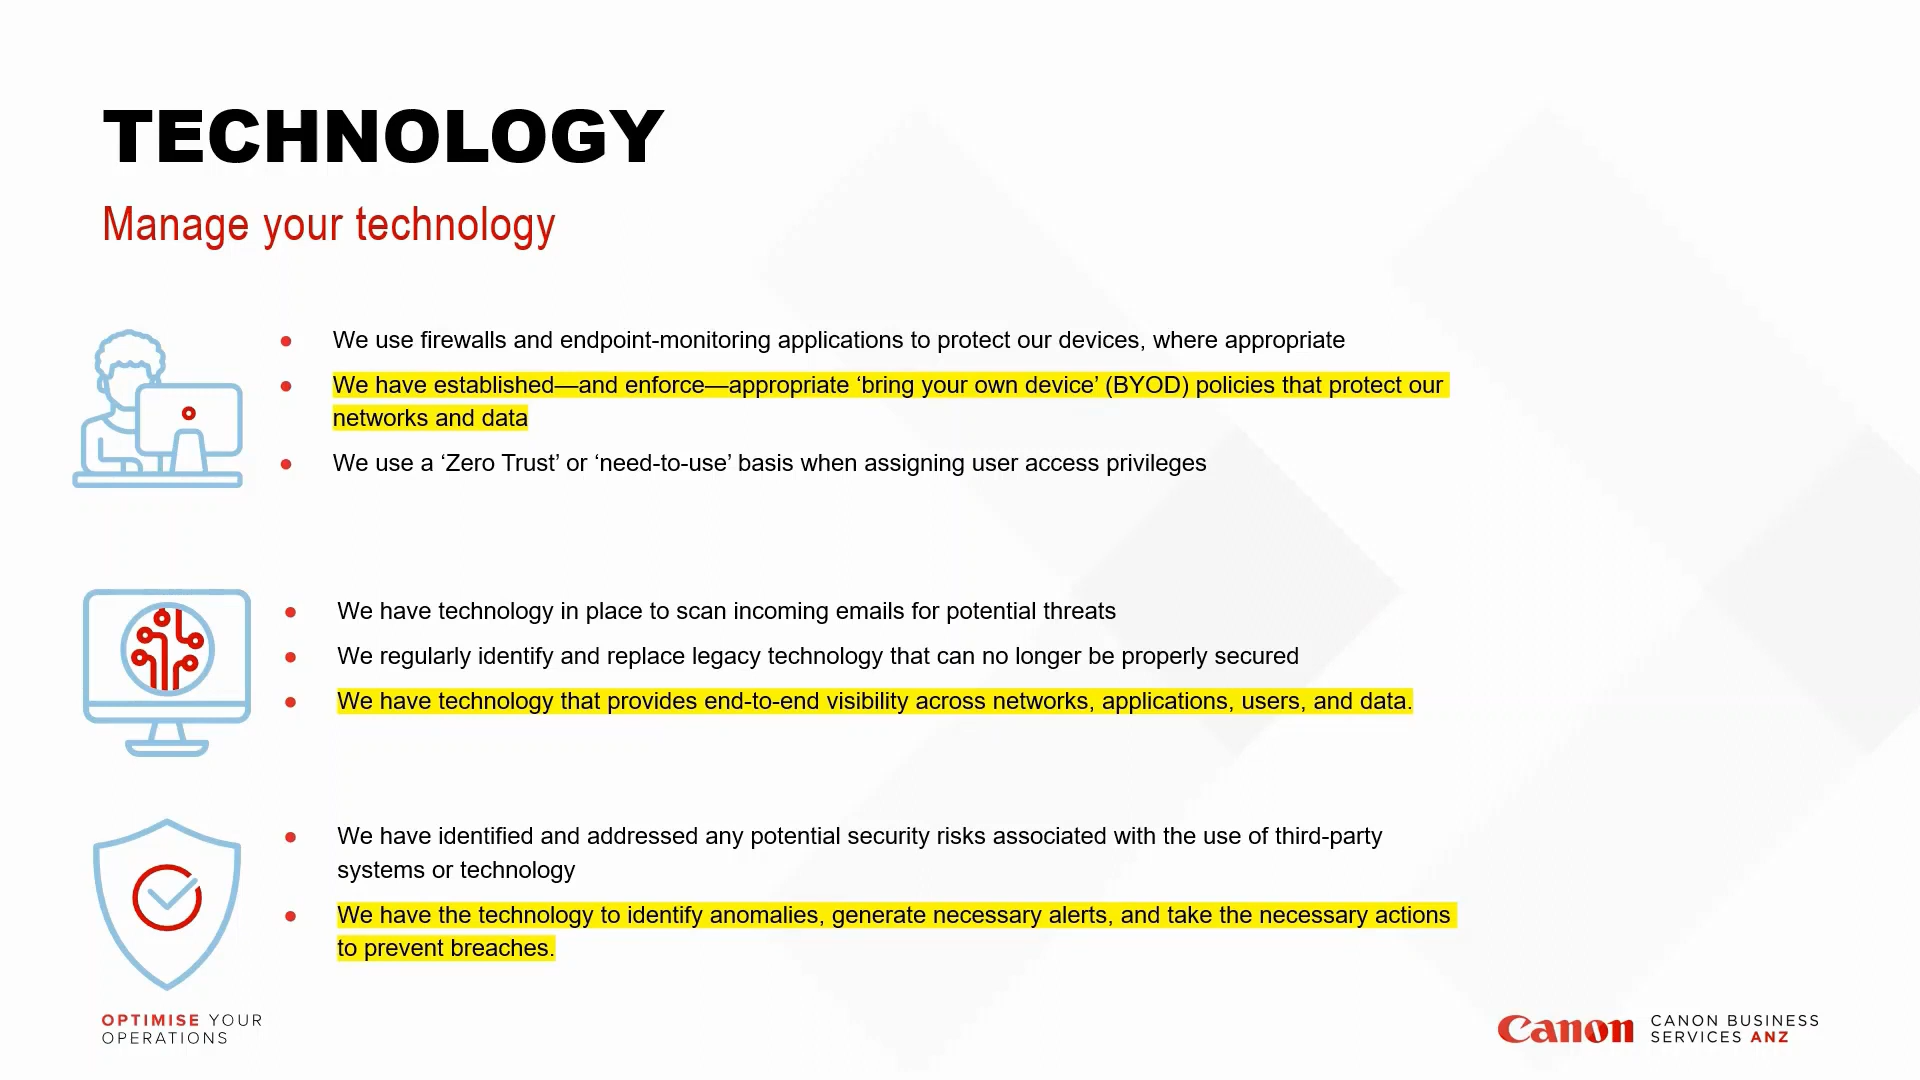 TECHNOLOGY
Manage your technology
We use firewalls and endpoint-monitoring applications to protect our devices, where appropriate
We have established—and enforce—appropriate ‘bring your own device’ (BYOD) policies that protect our
networks and data
We use a ‘Zero Trust’ or ‘need-to-use’ basis when assigning user access privileges
We have technology in place to scan incoming emails for potential threats
We regularly identify and replace legacy technology that can no longer be properly secured
We have technology that provides end-to-end visibility across networks, applications, users, and data.
We have identified and addressed any potential security risks associated with the use of third-party
systems or technology
We have the technology to identify anomalies, generate necessary alerts, and take the necessary actions
to prevent breaches.
OPTIMISE YOUR
OPERATIONS
Canon
CANON BUSINESS
SERVICES ANZ